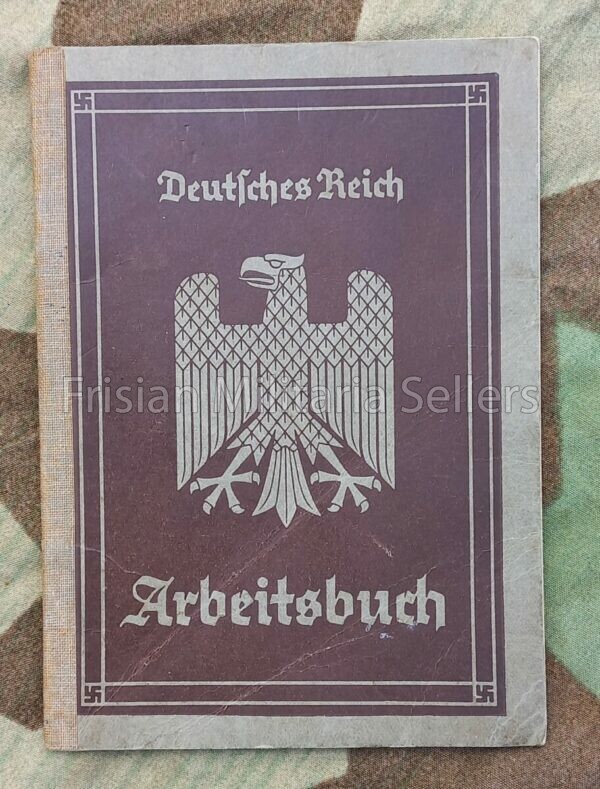 Deutſches Reich
Frisian Militaria Sellers
Arbeitsbuch